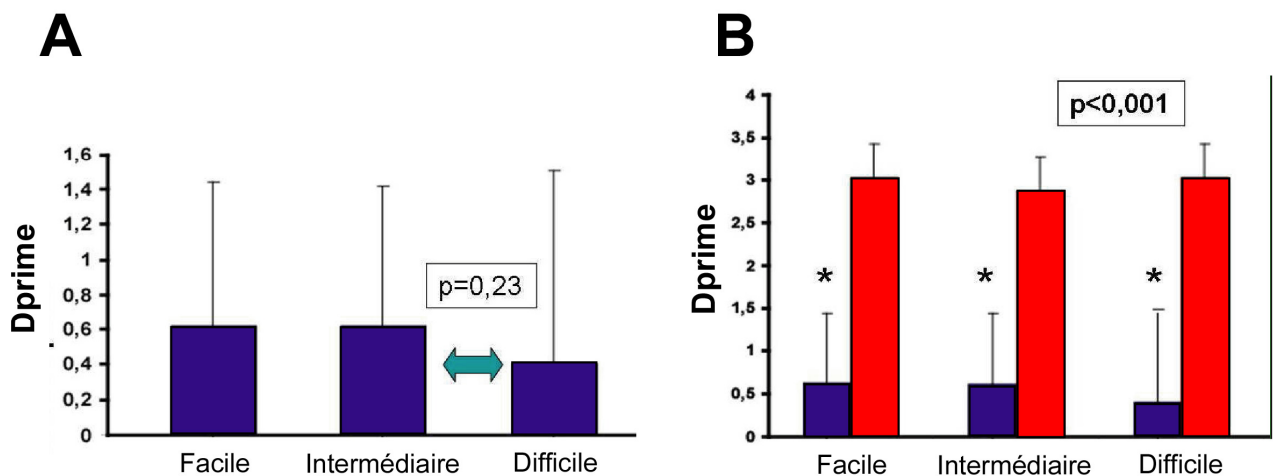 A
Dprime
1,6
1,4
1,2
1
0,8
0,6
0,4
0,2
0
p=0,23
Facile
Intermédiaire
Difficile
B
Dprime
4
3,5
3
2,5
2
1,5
1
0,5
0
p<0,001
*
*
*
Facile
Intermédiaire
Difficile